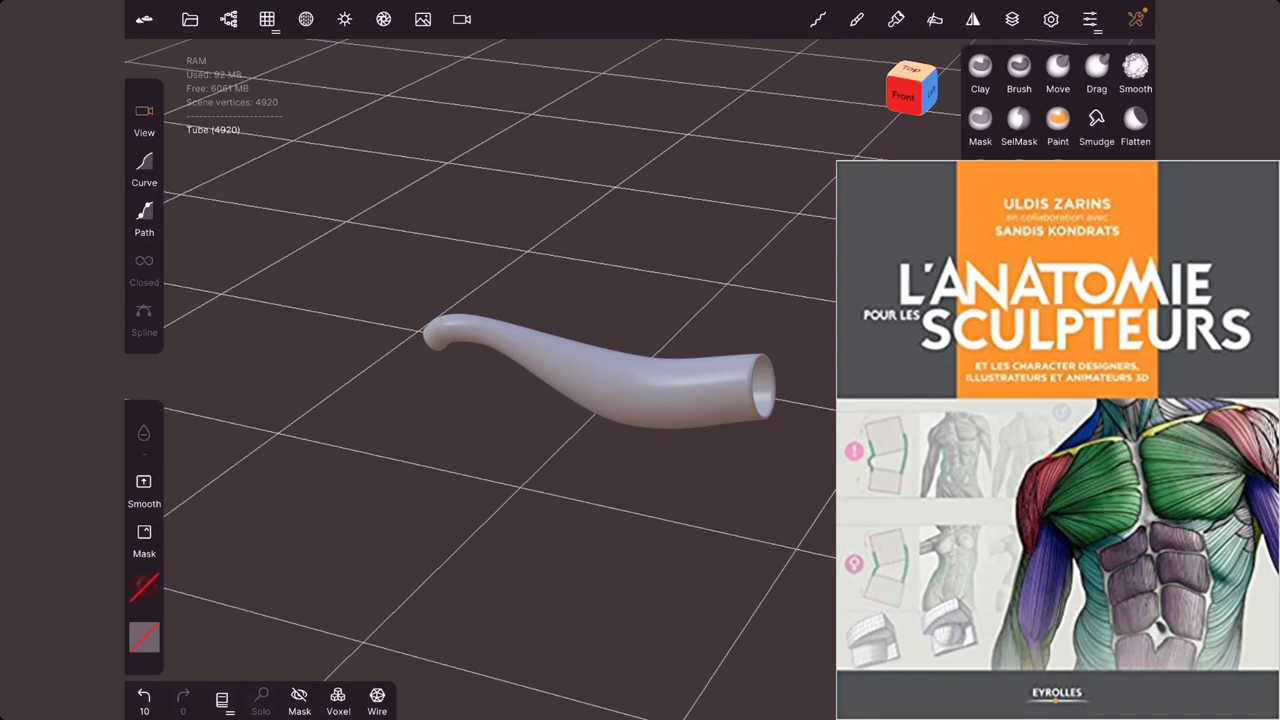 RAM
Used: 92 MB
Free: 6061 MB
Scene vertices: 4920
------------------------
Tube (4920)
View
Curve
Path
Closed
Spline
Smooth
Mask
10
0
Solo
Mask
Voxel
Wire
Top
Front
Left
Clay
Brush
Move
Drag
Smooth
Mask
SelMask
Paint
Smudge
Flatten
ULDIS ZARINS
en collaboration avec
SANDIS KONDRATS
L'ANATOMIE
POUR LES SCULPTEURS
ET LES CHARACTER DESIGNERS,
ILLUSTRATEURS ET ANIMATEURS 3D
EYROLLES